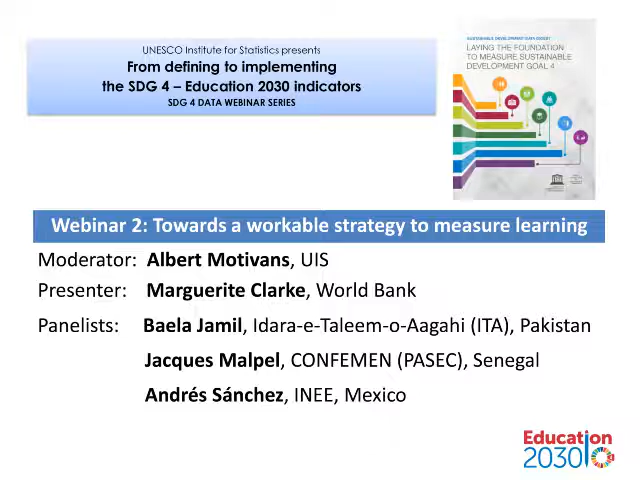 UNESCO Institute for Statistics presents
From defining to implementing
the SDG 4 – Education 2030 indicators
SDG 4 DATA WEBINAR SERIES
SUSTAINABLE DEVELOPMENT DATA DIGEST
LAYING THE FOUNDATION
TO MEASURE SUSTAINABLE
DEVELOPMENT GOAL 4
Webinar 2: Towards a workable strategy to measure learning
Moderator: Albert Motivans, UIS
Presenter: Marguerite Clarke, World Bank
Panelists: Baela Jamil, Idara-e-Taleem-o-Aagahi (ITA), Pakistan
Jacques Malpel, CONFEMEN (PASEC), Senegal
Andrés Sánchez, INEE, Mexico
Education
2030